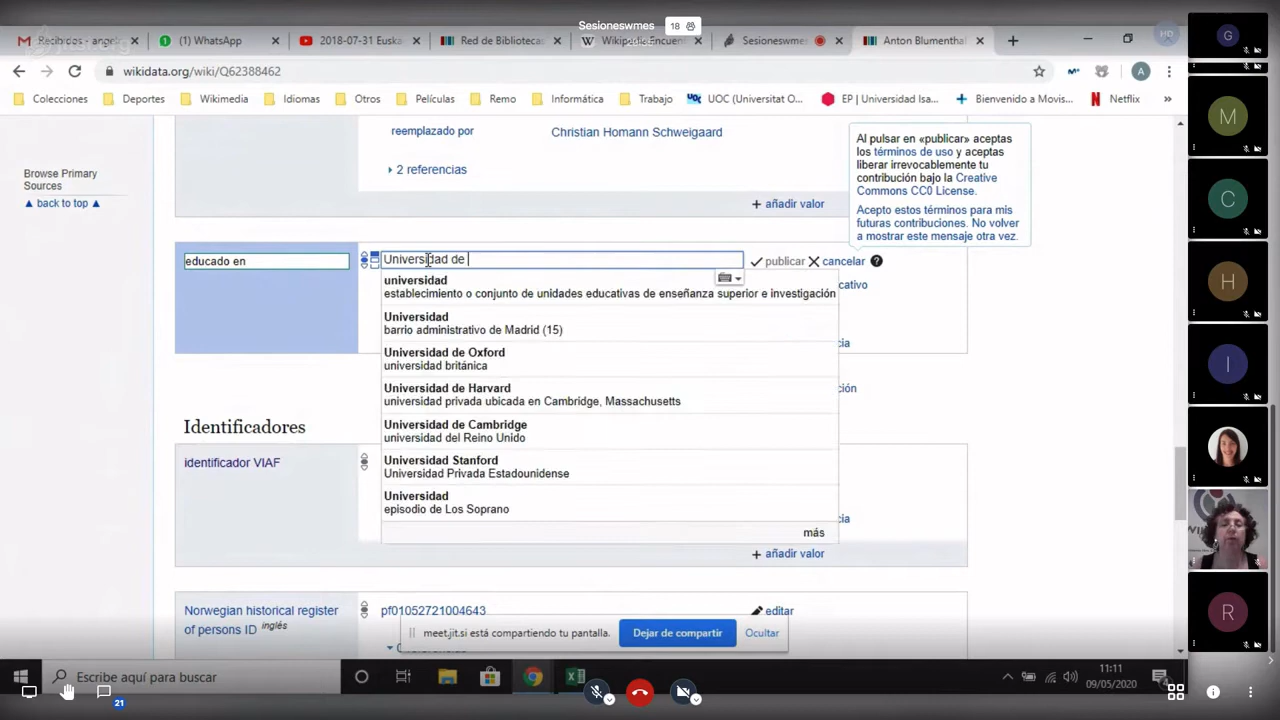 Sesioneswmes
18
Recibidos - angel
(1) WhatsApp
2018-07-31 Euska
Red de Bibliotecas
Wikipedia:Encuen
Sesioneswmes
Anton Blumenthal
HD
wikidata.org/wiki/Q62388462
A
Colecciones
Deportes
Wikimedia
Idiomas
Otros
Películas
Remo
Informática
Trabajo
UOC (Universitat O...
EP | Universidad Isa...
Bienvenido a Movis...
Netflix
»
Browse Primary
Sources
▲ back to top ▲
reemplazado por
Christian Homann Schweigaard
2 referencias
+ añadir valor
Al pulsar en «publicar» aceptas
los términos de uso y aceptas
liberar irrevocablemente tu
contribución bajo la Creative
Commons CC0 License.
Acepto estos términos para mis
futuras contribuciones. No volver
a mostrar este mensaje otra vez.
educado en
Universidad de
publicar
cancelar
universidad
establecimiento o conjunto de unidades educativas de enseñanza superior e investigación
Universidad
barrio administrativo de Madrid (15)
Universidad de Oxford
universidad británica
Universidad de Harvard
universidad privada ubicada en Cambridge, Massachusetts
Universidad de Cambridge
universidad del Reino Unido
Universidad Stanford
Universidad Privada Estadounidense
Universidad
episodio de Los Soprano
más
Identificadores
identificador VIAF
+ añadir valor
Norwegian historical register
of persons ID inglés
pf01052721004643
editar
meet.jit.si está compartiendo tu pantalla.
Dejar de compartir
Ocultar
Escribe aquí para buscar
11:11
09/05/2020
21
G
M
C
H
I
R